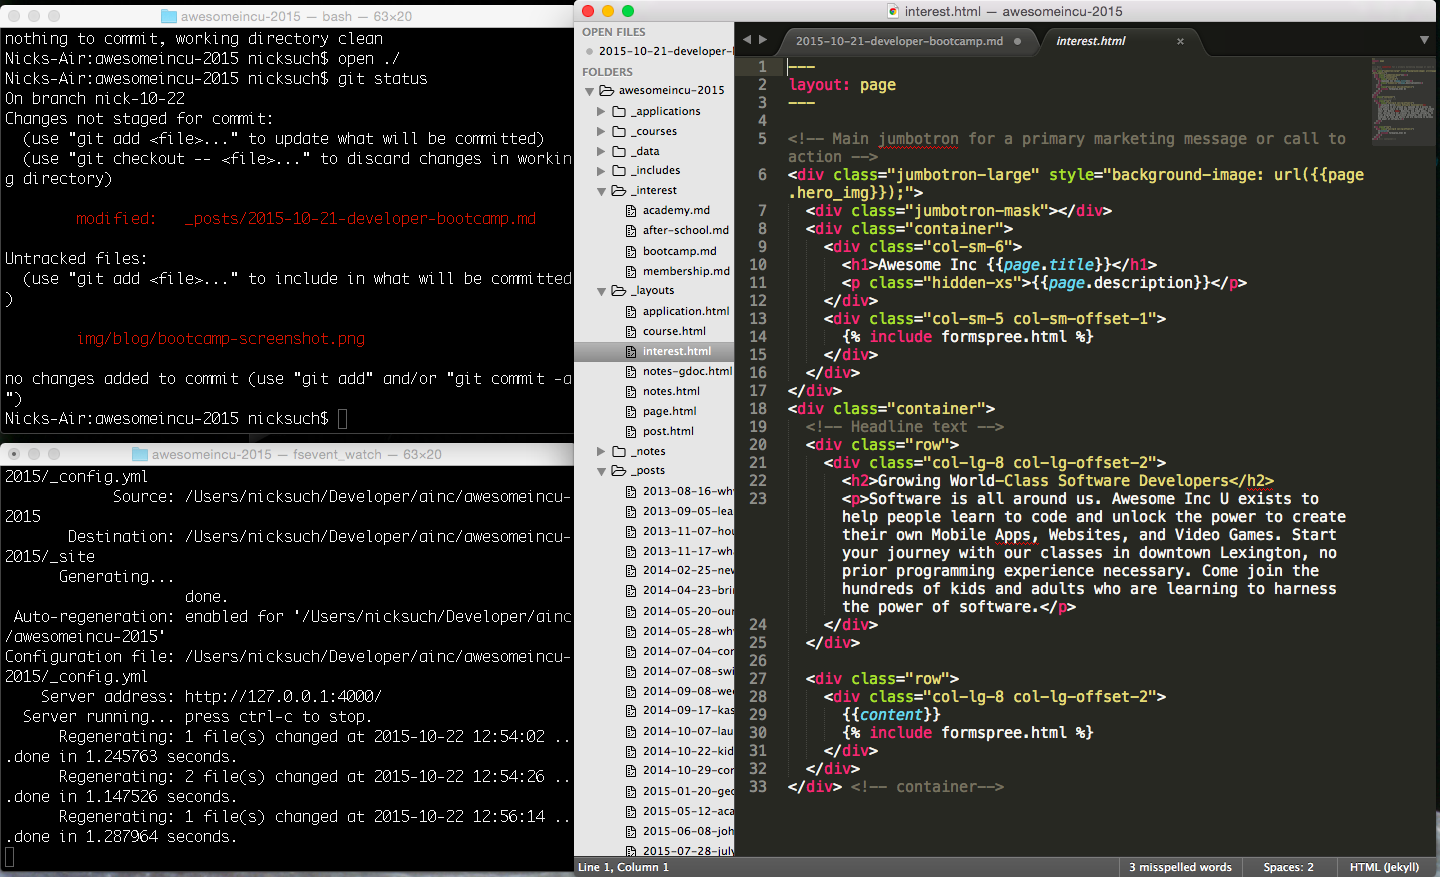 awesomeincu-2015 — bash — 63×20
nothing to commit, working directory clean
Nicks-Air:awesomeincu-2015 nicksuch$ open ./
Nicks-Air:awesomeincu-2015 nicksuch$ git status
On branch nick-10-22
Changes not staged for commit:
  (use "git add <file>..." to update what will be committed)
  (use "git checkout -- <file>..." to discard changes in workin
g directory)
modified:   _posts/2015-10-21-developer-bootcamp.md
Untracked files:
  (use "git add <file>..." to include in what will be committed
)
img/blog/bootcamp-screenshot.png
no changes added to commit (use "git add" and/or "git commit -a
")
Nicks-Air:awesomeincu-2015 nicksuch$
awesomeincu-2015 — fsevent_watch — 63×20
2015/_config.yml
Source: /Users/nicksuch/Developer/ainc/awesomeincu-
2015
Destination: /Users/nicksuch/Developer/ainc/awesomeincu-
2015/_site
Generating...
done.
Auto-regeneration: enabled for '/Users/nicksuch/Developer/ainc
/awesomeincu-2015'
Configuration file: /Users/nicksuch/Developer/ainc/awesomeincu-
2015/_config.yml
Server address: http://127.0.0.1:4000/
Server running... press ctrl-c to stop.
Regenerating: 1 file(s) changed at 2015-10-22 12:54:02 ..
.done in 1.245763 seconds.
Regenerating: 2 file(s) changed at 2015-10-22 12:54:26 ..
.done in 1.147526 seconds.
Regenerating: 1 file(s) changed at 2015-10-22 12:56:14 ..
.done in 1.287964 seconds.
interest.html — awesomeincu-2015
OPEN FILES
2015-10-21-developer-
FOLDERS
awesomeincu-2015
_applications
_courses
_data
_includes
_interest
academy.md
after-school.md
bootcamp.md
membership.md
_layouts
application.html
course.html
interest.html
notes-gdoc.html
notes.html
page.html
post.html
_notes
_posts
2013-08-16-wh
2013-09-05-lea
2013-11-07-hou
2013-11-17-wha
2014-02-25-new
2014-04-23-bri
2014-05-20-our
2014-05-28-wh
2014-07-04-cor
2014-07-08-swi
2014-09-08-we
2014-09-17-kas
2014-10-07-lau
2014-10-22-kid
2014-10-29-cor
2015-01-20-ge
2015-05-12-aca
2015-06-08-joh
2015-07-28-july
2015-10-21-developer-bootcamp.md
interest.html
1 ---
2 layout: page
3 ---
4
5 <!-- Main jumbotron for a primary marketing message or call to
action -->
6 <div class="jumbotron-large" style="background-image: url({{page
.hero_img}});">
7 <div class="jumbotron-mask"></div>
8 <div class="container">
9 <div class="col-sm-6">
10 <h1>Awesome Inc {{page.title}}</h1>
11 <p class="hidden-xs">{{page.description}}</p>
12 </div>
13 <div class="col-sm-5 col-sm-offset-1">
14 {% include formspree.html %}
15 </div>
16 </div>
17 </div>
18 <div class="container">
19 <!-- Headline text -->
20 <div class="row">
21 <div class="col-lg-8 col-lg-offset-2">
22 <h2>Growing World-Class Software Developers</h2>
23 <p>Software is all around us. Awesome Inc U exists to
help people learn to code and unlock the power to create
their own Mobile Apps, Websites, and Video Games. Start
your journey with our classes in downtown Lexington, no
prior programming experience necessary. Come join the
hundreds of kids and adults who are learning to harness
the power of software.</p>
24 </div>
25 </div>
26
27 <div class="row">
28 <div class="col-lg-8 col-lg-offset-2">
29 {{content}}
30 {% include formspree.html %}
31 </div>
32 </div>
33 </div> <!-- container-->
Line 1, Column 1
3 misspelled words
Spaces: 2
HTML (Jekyll)